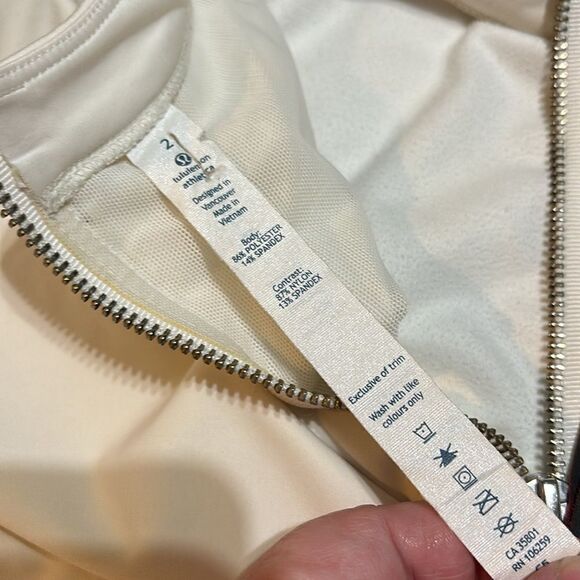 2
lululemon
athletica
Designed in
Vancouver
Made in
Vietnam
Body:
86% POLYESTER
14% SPANDEX
Contrast:
87% NYLON
13% SPANDEX
Exclusive of trim
Wash with like
colours only
CA 35801
RN 106259